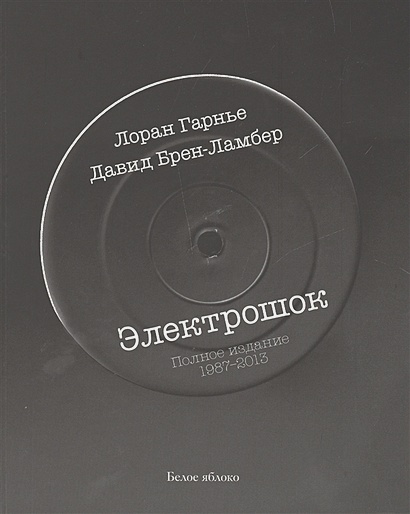 Лоран Гарнье
Давид Брен-Ламбер
Электрошок
Полное издание
1987-2013
Белое яблоко